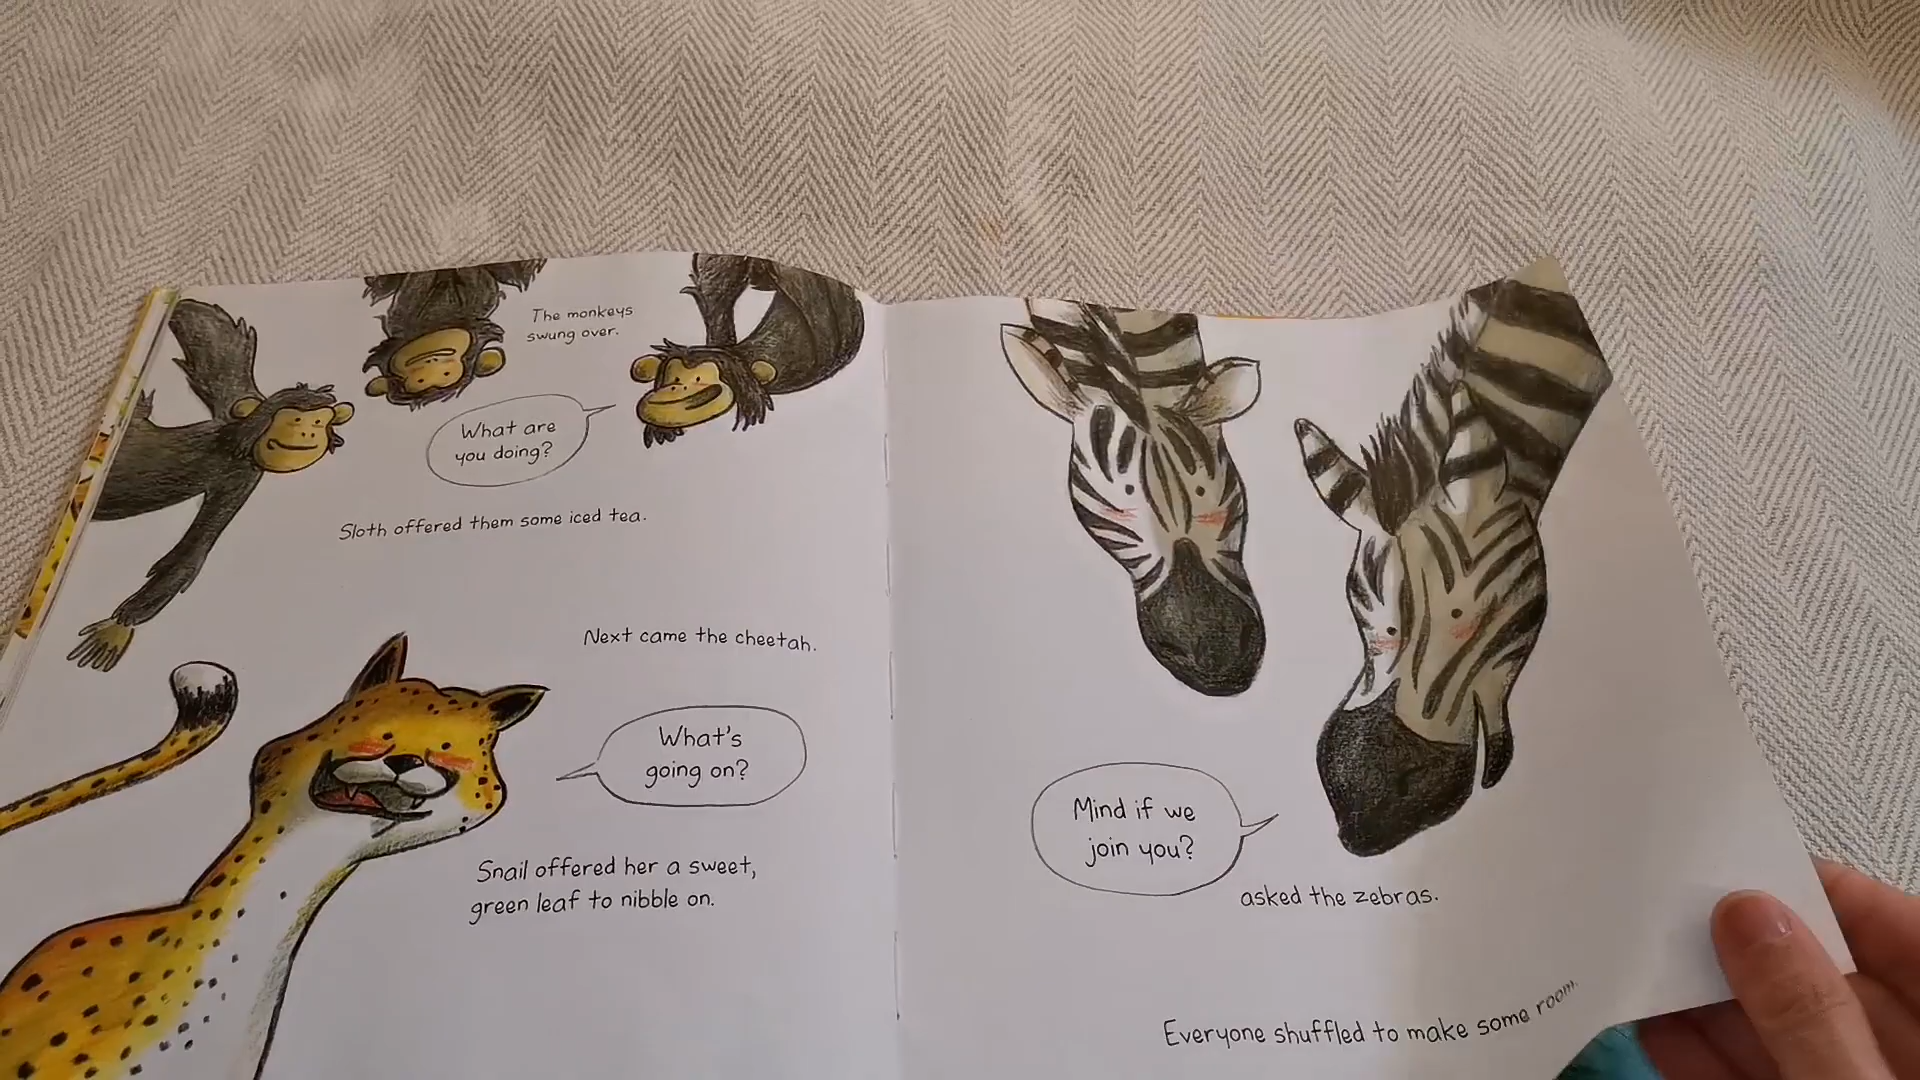 The monkeys
swung over.
What are
you doing?
Sloth offered them some iced tea.
Next came the cheetah.
What's
going on?
Snail offered her a sweet,
green leaf to nibble on.
Mind if we
join you?
asked the zebras.
Everyone shuffled to make some room.